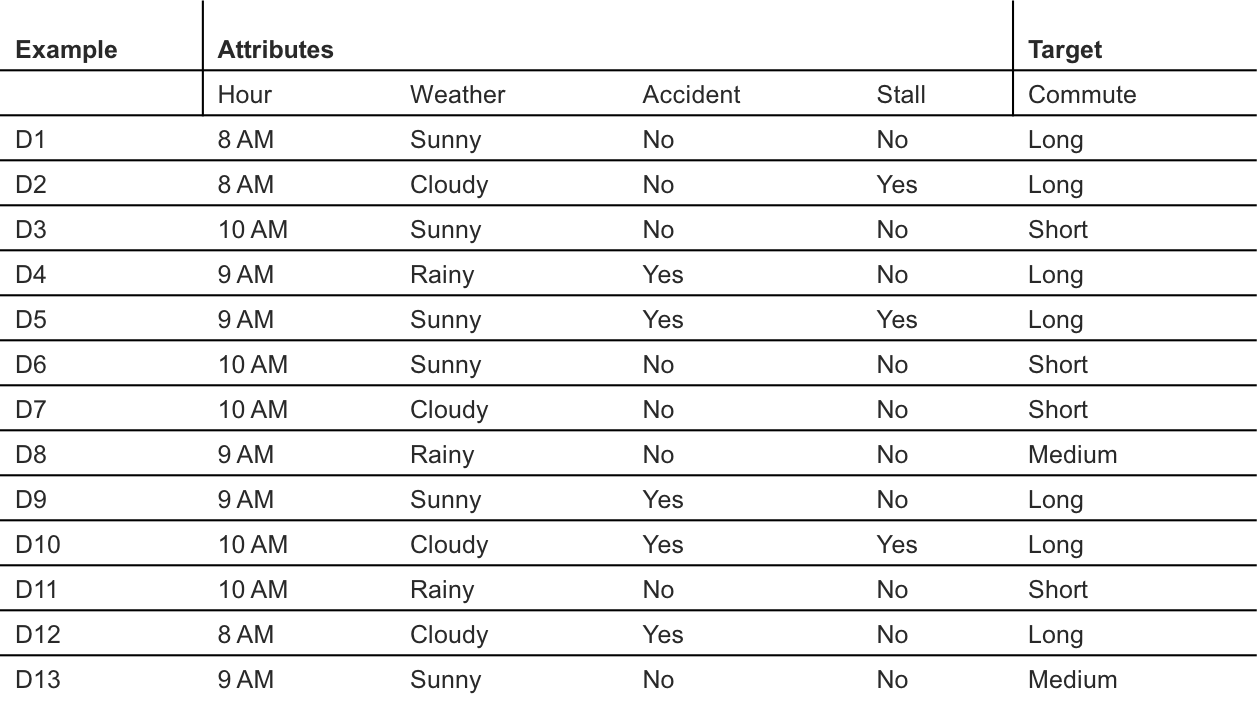 Example Attributes Target
Hour Weather Accident Stall Commute
D1 8 AM Sunny No No Long
D2 8 AM Cloudy No Yes Long
D3 10 AM Sunny No No Short
D4 9 AM Rainy Yes No Long
D5 9 AM Sunny Yes Yes Long
D6 10 AM Sunny No No Short
D7 10 AM Cloudy No No Short
D8 9 AM Rainy No No Medium
D9 9 AM Sunny Yes No Long
D10 10 AM Cloudy Yes Yes Long
D11 10 AM Rainy No No Short
D12 8 AM Cloudy Yes No Long
D13 9 AM Sunny No No Medium